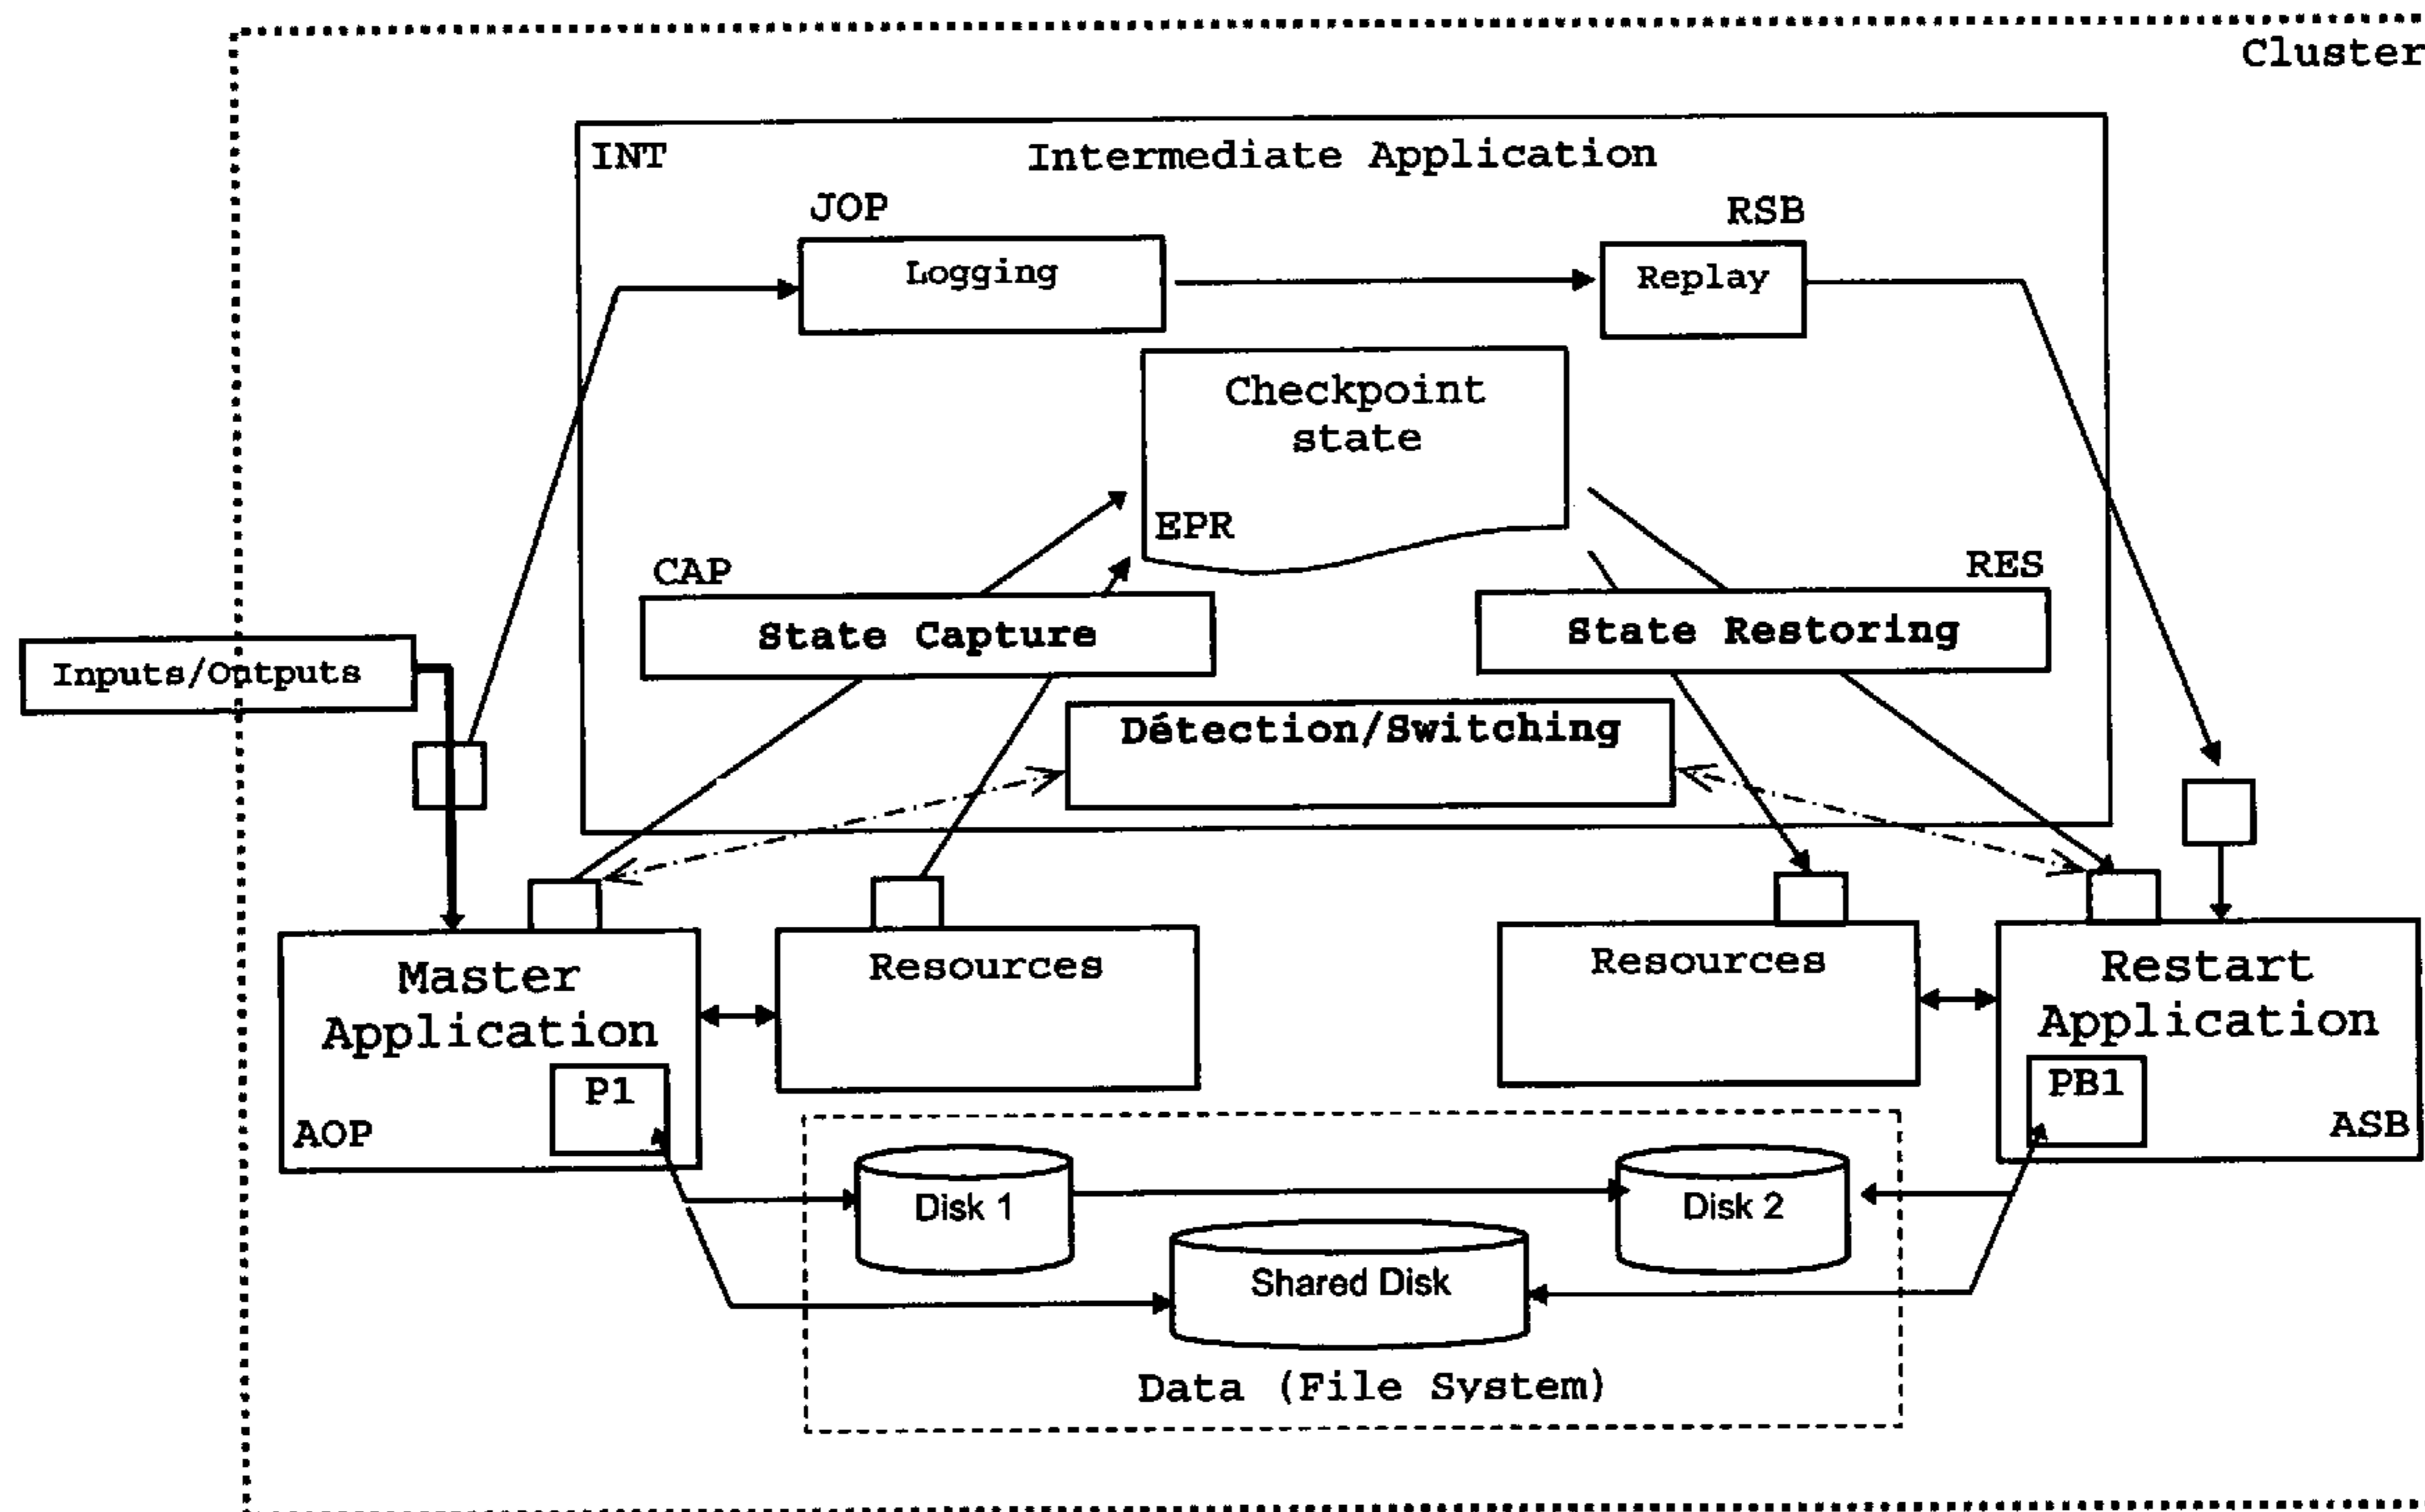 Cluster
INT
Intermediate Application
JOP
RSB
Logging
Replay
Checkpoint
state
EPR
CAP
RES
State Capture
State Restoring
Inputs/Outputs
Détection/Switching
Master
Application
Resources
Resources
Restart
Application
P1
PB1
AOP
ASB
Disk 1
Disk 2
Shared Disk
Data (File System)